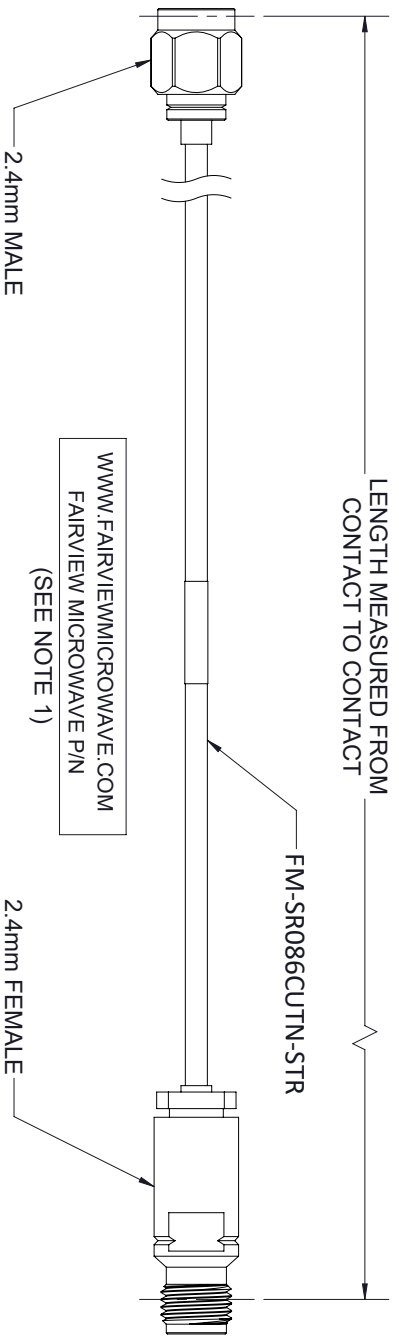 LENGTH MEASURED FROM
CONTACT TO CONTACT
FM-SR086CUTN-STR
2.4mm MALE
WWW.FAIRVIEWMICROWAVE.COM
FAIRVIEW MICROWAVE P/N
(SEE NOTE 1)
2.4mm FEMALE